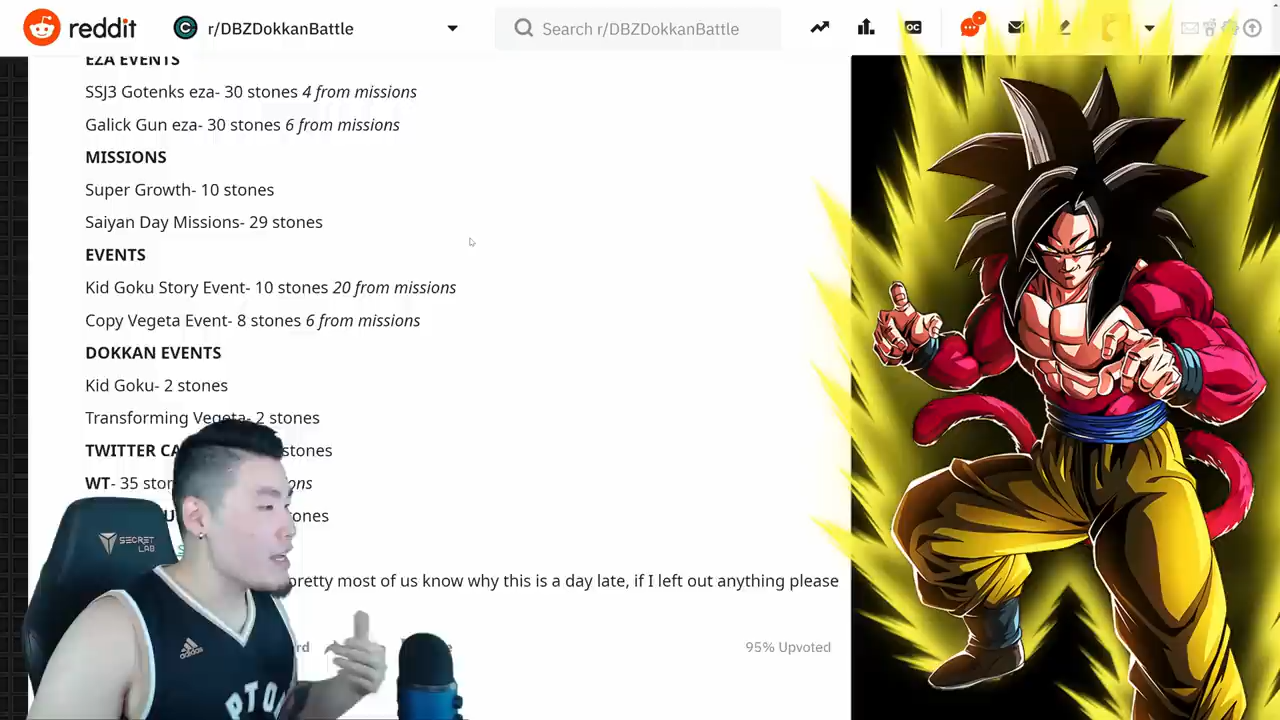 reddit
r/DBZDokkanBattle
Search r/DBZDokkanBattle
OC
EZA EVENTS
SSJ3 Gotenks eza- 30 stones 4 from missions
Galick Gun eza- 30 stones 6 from missions
MISSIONS
Super Growth- 10 stones
Saiyan Day Missions- 29 stones
EVENTS
Kid Goku Story Event- 10 stones 20 from missions
Copy Vegeta Event- 8 stones 6 from missions
DOKKAN EVENTS
Kid Goku- 2 stones
Transforming Vegeta- 2 stones
TWITTER stones
WT- 35
stones
pretty most of us know why this is a day late, if I left out anything please
95% Upvoted
SECRET
LAB
adidas